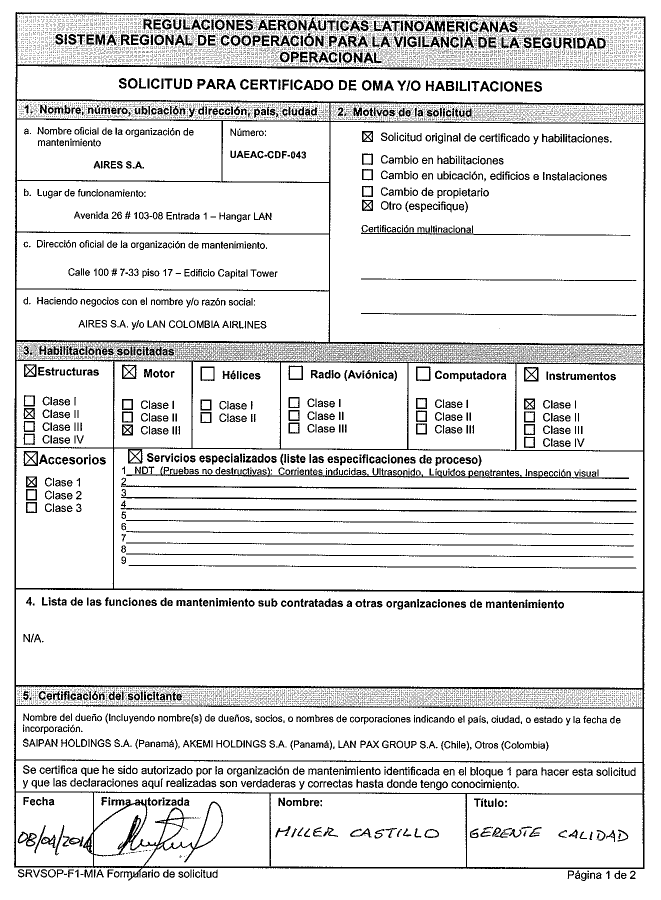 REGULACIONES AERONÁUTICAS LATINOAMERICANAS
SISTEMA REGIONAL DE COOPERACIÓN PARA LA VIGILANCIA DE LA SEGURIDAD
OPERACIONAL
SOLICITUD PARA CERTIFICADO DE OMA Y/O HABILITACIONES
1. Nombre, número, ubicación y dirección, país, ciudad
a. Nombre oficial de la organización de
mantenimiento
AIRES S.A.
Número:
UAEAC-CDF-043
b. Lugar de funcionamiento:
Avenida 26 # 103-08 Entrada 1 – Hangar LAN
c. Dirección oficial de la organización de mantenimiento.
Calle 100 # 7-33 piso 17 – Edificio Capital Tower
d. Haciendo negocios con el nombre y/o razón social:
AIRES S.A. y/o LAN COLOMBIA AIRLINES
2. Motivos de la solicitud
☒ Solicitud original de certificado y habilitaciones.
☐ Cambio en habilitaciones
☐ Cambio en ubicación, edificios e Instalaciones
☐ Cambio de propietario
☒ Otro (especifique)
Certificación multinacional
3. Habilitaciones solicitadas
☒ Estructuras
☐ Clase I
☒ Clase II
☐ Clase III
☐ Clase IV
☒ Motor
☐ Clase I
☐ Clase II
☒ Clase III
☐ Hélices
☐ Clase I
☐ Clase II
☐ Radio (Aviónica)
☐ Clase I
☐ Clase II
☐ Clase III
☐ Computadora
☐ Clase I
☐ Clase II
☐ Clase III
☒ Instrumentos
☒ Clase I
☐ Clase II
☐ Clase III
☐ Clase IV
☒ Accesorios
☒ Clase 1
☐ Clase 2
☐ Clase 3
☒ Servicios especializados (liste las especificaciones de proceso)
1 NDT (Pruebas no destructivas): Corrientes inducidas, Ultrasonido, Líquidos penetrantes, Inspección visual
2
3
4
5
6
7
8
9
4. Lista de las funciones de mantenimiento sub contratadas a otras organizaciones de mantenimiento
N/A.
5. Certificación del solicitante
Nombre del dueño (Incluyendo nombre(s) de dueños, socios, o nombres de corporaciones indicando el país, ciudad, o estado y la fecha de
incorporación.
SAIPAN HOLDINGS S.A. (Panamá), AKEMI HOLDINGS S.A. (Panamá), LAN PAX GROUP S.A. (Chile), Otros (Colombia)
Se certifica que he sido autorizado por la organización de mantenimiento identificada en el bloque 1 para hacer esta solicitud
y que las declaraciones aquí realizadas son verdaderas y correctas hasta donde tengo conocimiento.
Fecha
08/04/2014
Firma autorizada
Nombre:
MILLER CASTILLO
Título:
GERENTE CALIDAD
SRVSOP-F1-MIA Formulario de solicitud
Página 1 de 2